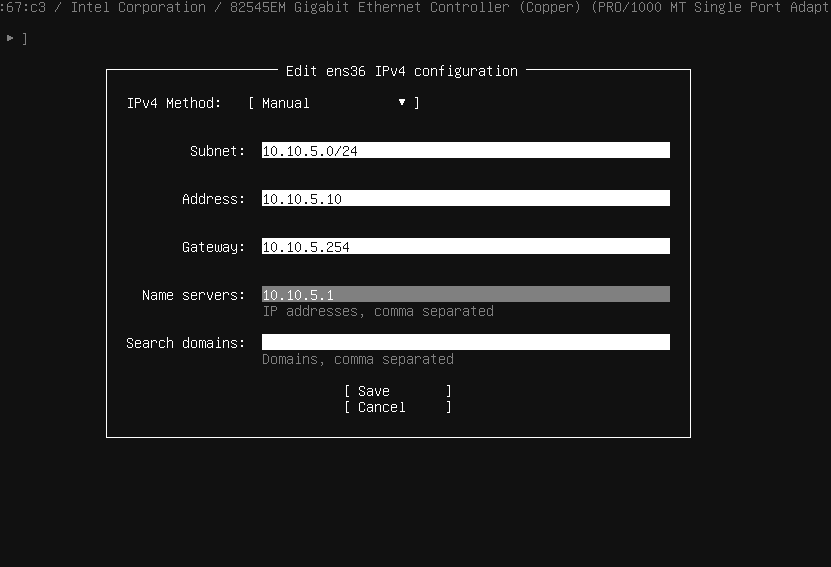 :67:c3 / Intel Corporation / 82545EM Gigabit Ethernet Controller (Copper) (PRO/1000 MT Single Port Adapt
▸ ]
Edit ens36 IPv4 configuration
IPv4 Method: [ Manual ▾ ]
Subnet: 10.10.5.0/24
Address: 10.10.5.10
Gateway: 10.10.5.254
Name servers: 10.10.5.1
IP addresses, comma separated
Search domains:
Domains, comma separated
[ Save ]
[ Cancel ]